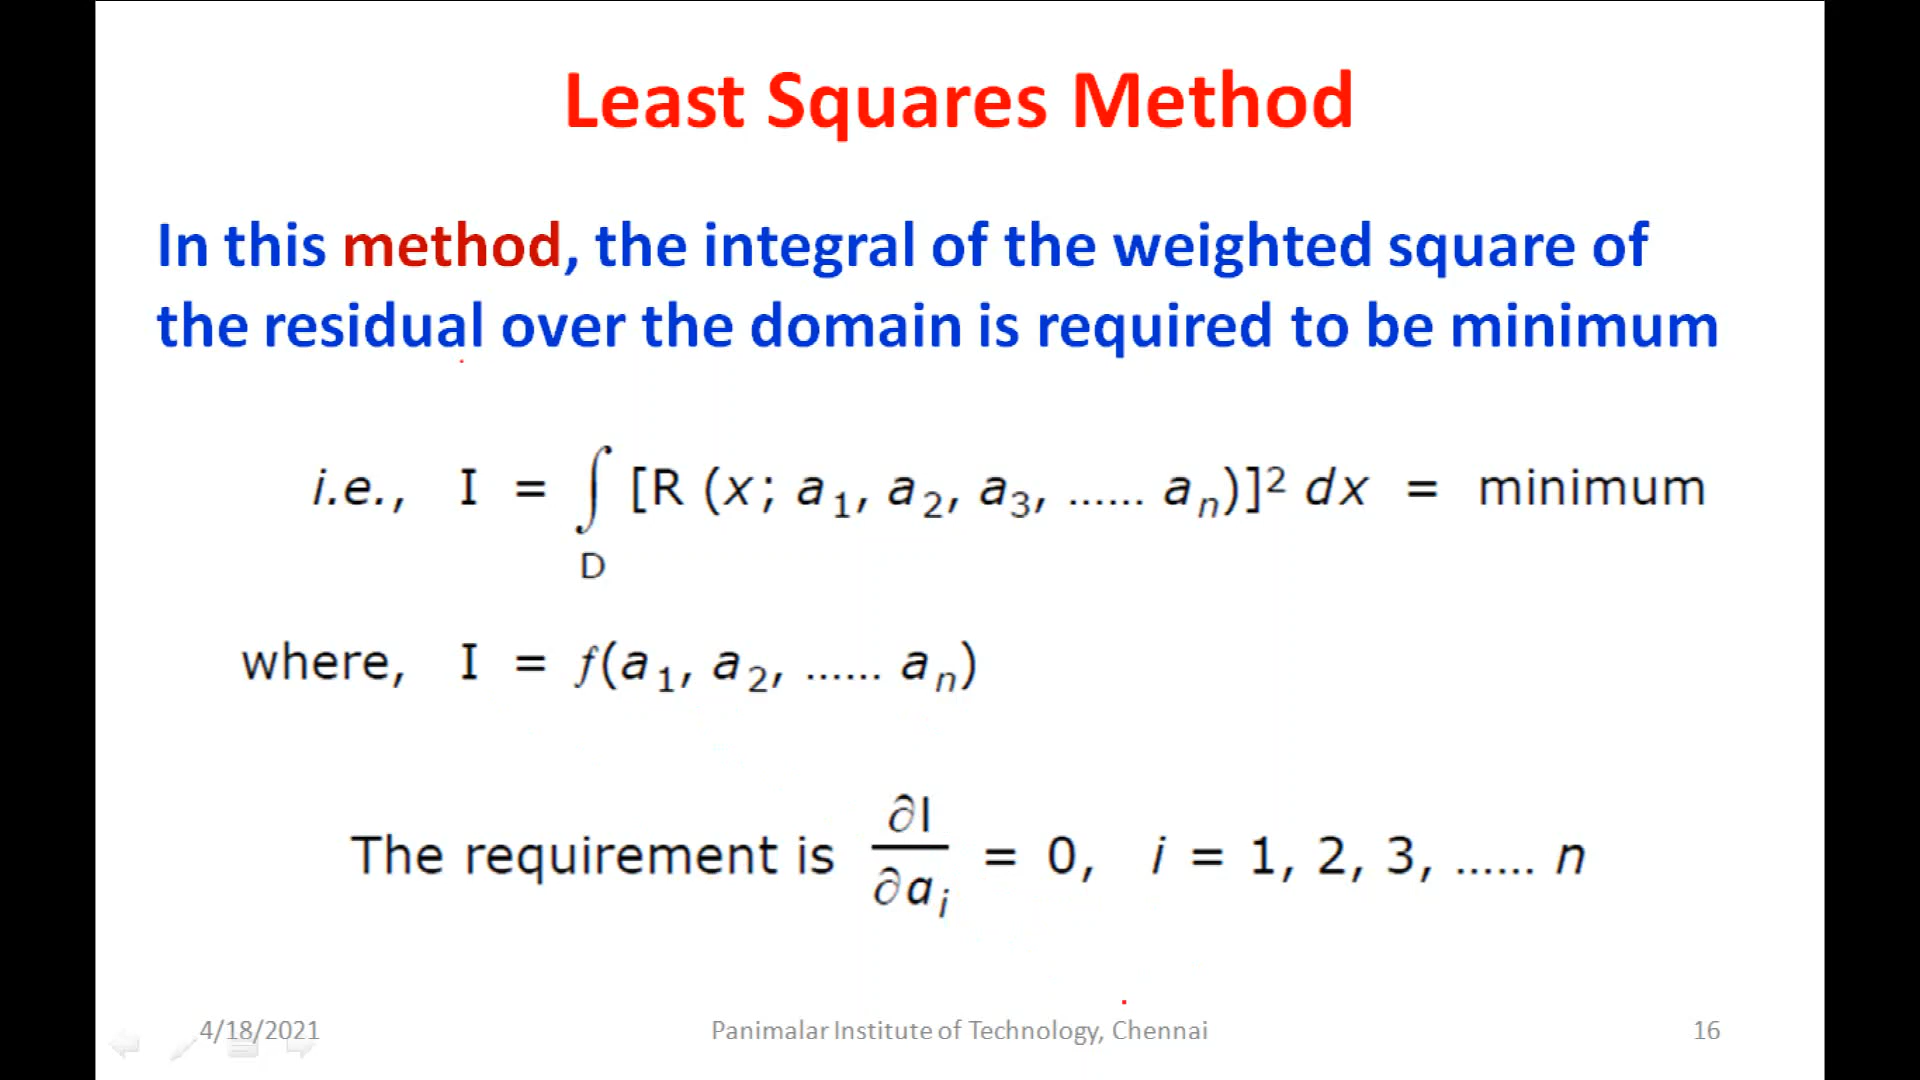 Least Squares Method
In this method, the integral of the weighted square of
the residual over the domain is required to be minimum
i.e., I = ∫ [R (x; a₁, a₂, a₃, ...... aₙ)]² dx = minimum
D
where, I = f(a₁, a₂, ...... aₙ)
The requirement is ∂I/∂aᵢ = 0, i = 1, 2, 3, ...... n
4/18/2021 Panimalar Institute of Technology, Chennai 16